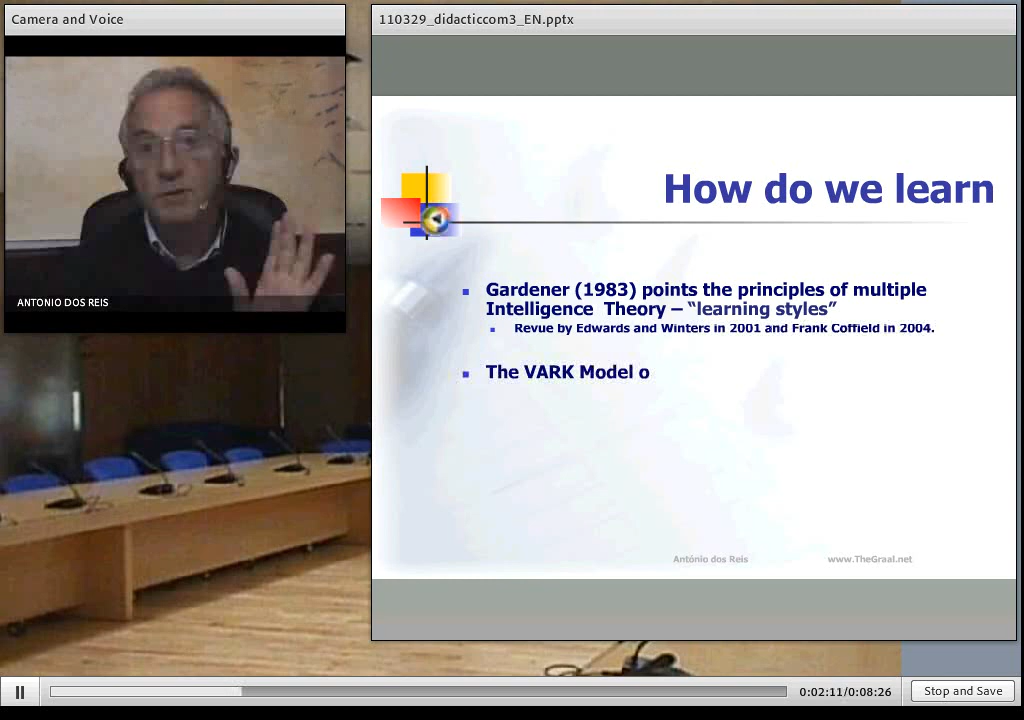 Camera and Voice
ANTONIO DOS REIS
110329_didacticcom3_EN.pptx
How do we learn
Gardener (1983) points the principles of multiple
Intelligence Theory – “learning styles”
Revue by Edwards and Winters in 2001 and Frank Coffield in 2004.
The VARK Model o
António dos Reis
www.TheGraal.net
0:02:11/0:08:26
Stop and Save